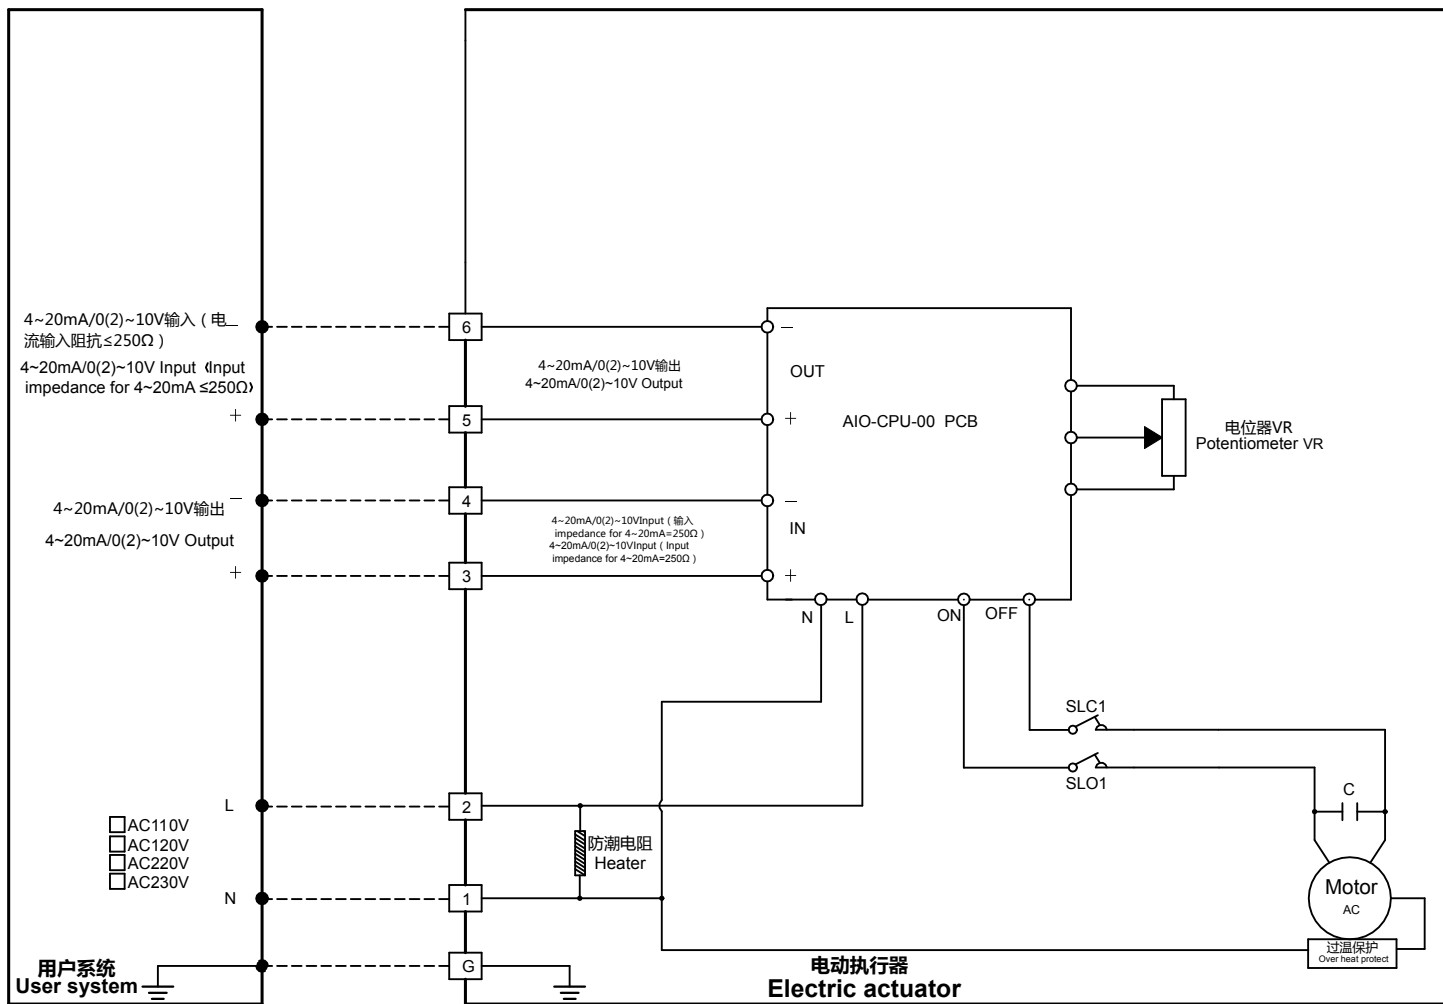 4~20mA/0(2)~10V输入（电
流输入阻抗≤250Ω）
4~20mA/0(2)~10V Input (Input
impedance for 4~20mA ≤250Ω)
—
+
—
4~20mA/0(2)~10V输出
4~20mA/0(2)~10V Output
+
L
AC110V
AC120V
AC220V
AC230V
N
用户系统
User system
6
5
4
3
2
1
G
4~20mA/0(2)~10V输出
4~20mA/0(2)~10V Output
4~20mA/0(2)~10VInput（输入
impedance for 4~20mA=250Ω）
4~20mA/0(2)~10VInput（Input
impedance for 4~20mA=250Ω）
—
OUT
+
AIO-CPU-00 PCB
—
IN
+
N
L
ON
OFF
电位器VR
Potentiometer VR
SLC1
SLO1
C
防潮电阻
Heater
Motor
AC
过温保护
Over heat protect
电动执行器
Electric actuator